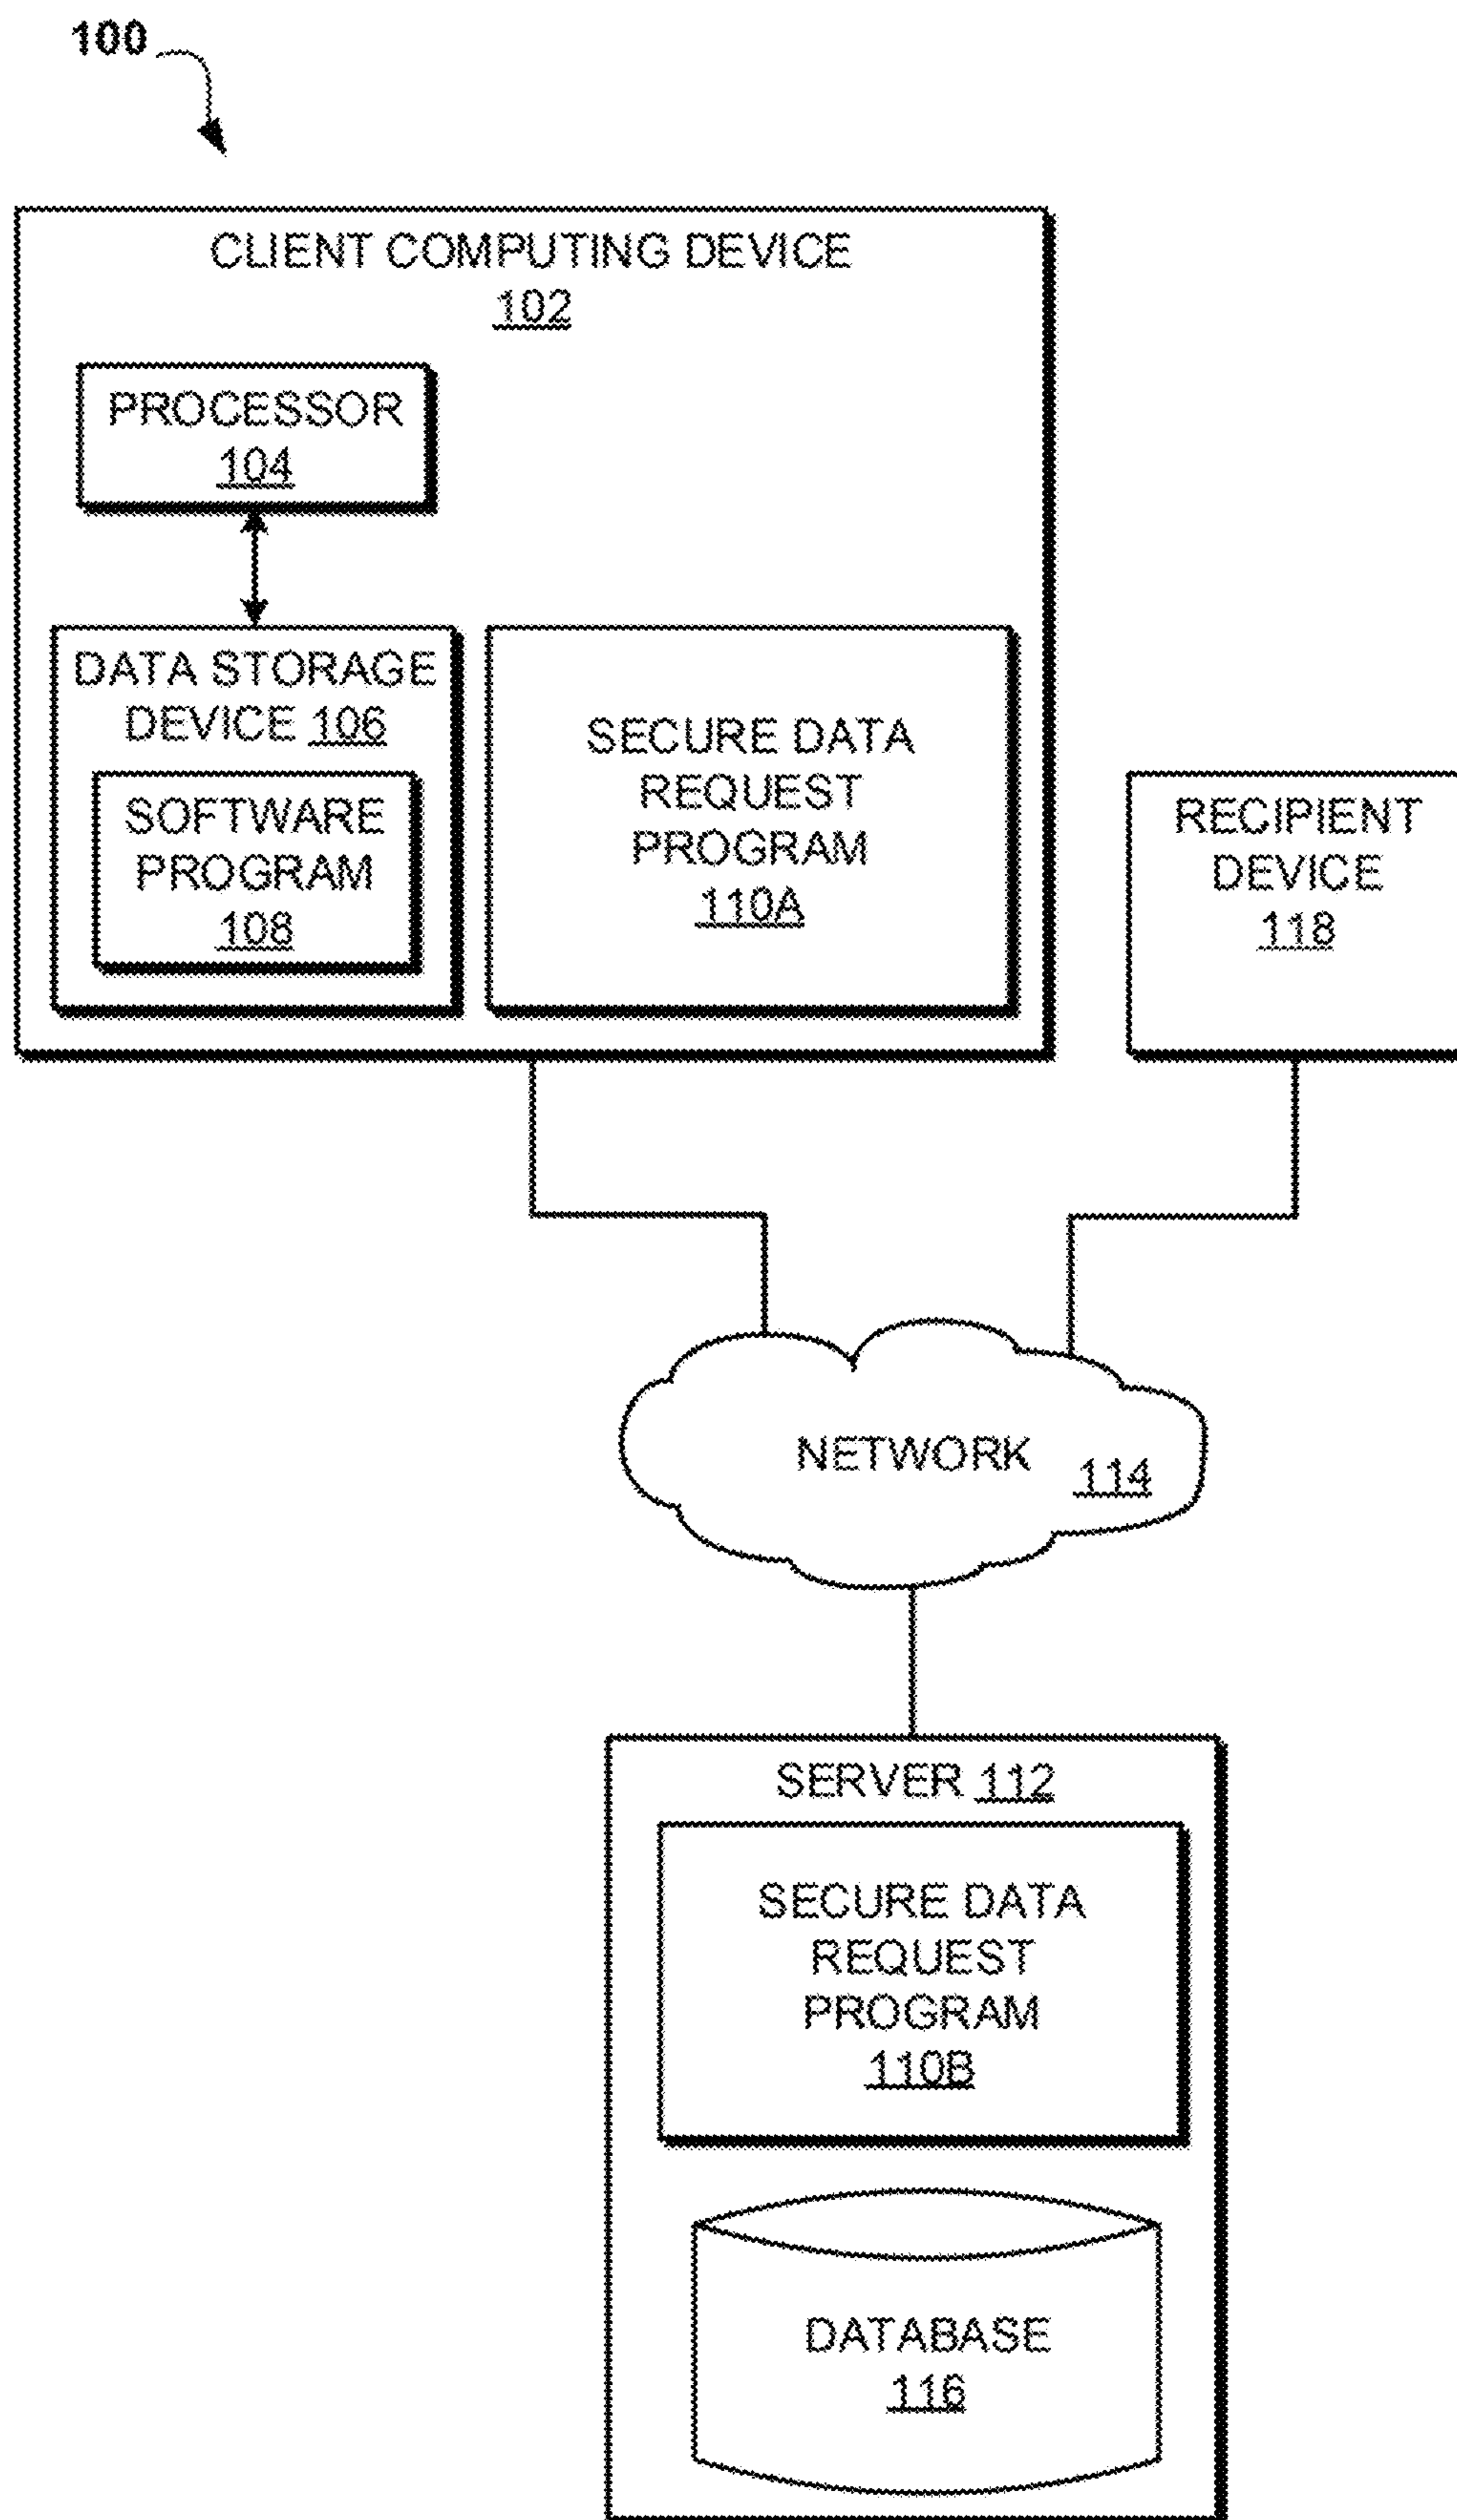 100
CLIENT COMPUTING DEVICE
102
PROCESSOR
104
DATA STORAGE
DEVICE 106
SOFTWARE
PROGRAM
108
SECURE DATA
REQUEST
PROGRAM
110A
RECIPIENT
DEVICE
118
NETWORK 114
SERVER 112
SECURE DATA
REQUEST
PROGRAM
110B
DATABASE
116